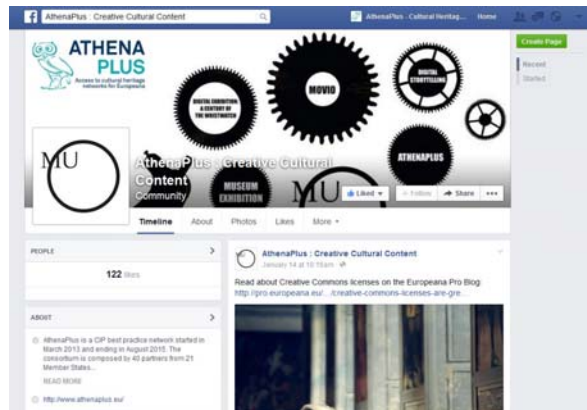 AthenaPlus : Creative Cultural Content
AthenaPlus - Cultural Heritag...
Home
Create Page
Recent
Started
ATHENA
PLUS
Access to cultural heritage
networks for Europeana
DIGITAL EXHIBITION
A CENTURY OF
THE WRISTWATCH
MOVIO
DIGITAL
STORYTELLING
ATHENAPLUS
MUSEUM
EXHIBITION
MU
MU
AthenaPlus : Creative Cultural
Content
Community
Liked
Follow
Share
Timeline
About
Photos
Likes
More
PEOPLE
122 likes
ABOUT
AthenaPlus is a CIP best practice network started in
March 2013 and ending in August 2015. The
consortium is composed by 40 partners from 21
Member States...
READ MORE
http://www.athenaplus.eu/
AthenaPlus : Creative Cultural Content
January 14 at 10:19am
Read about Creative Commons licenses on the Europeana Pro Blog
http://pro.europeana.eu/.../creative-commons-licenses-are-gre...